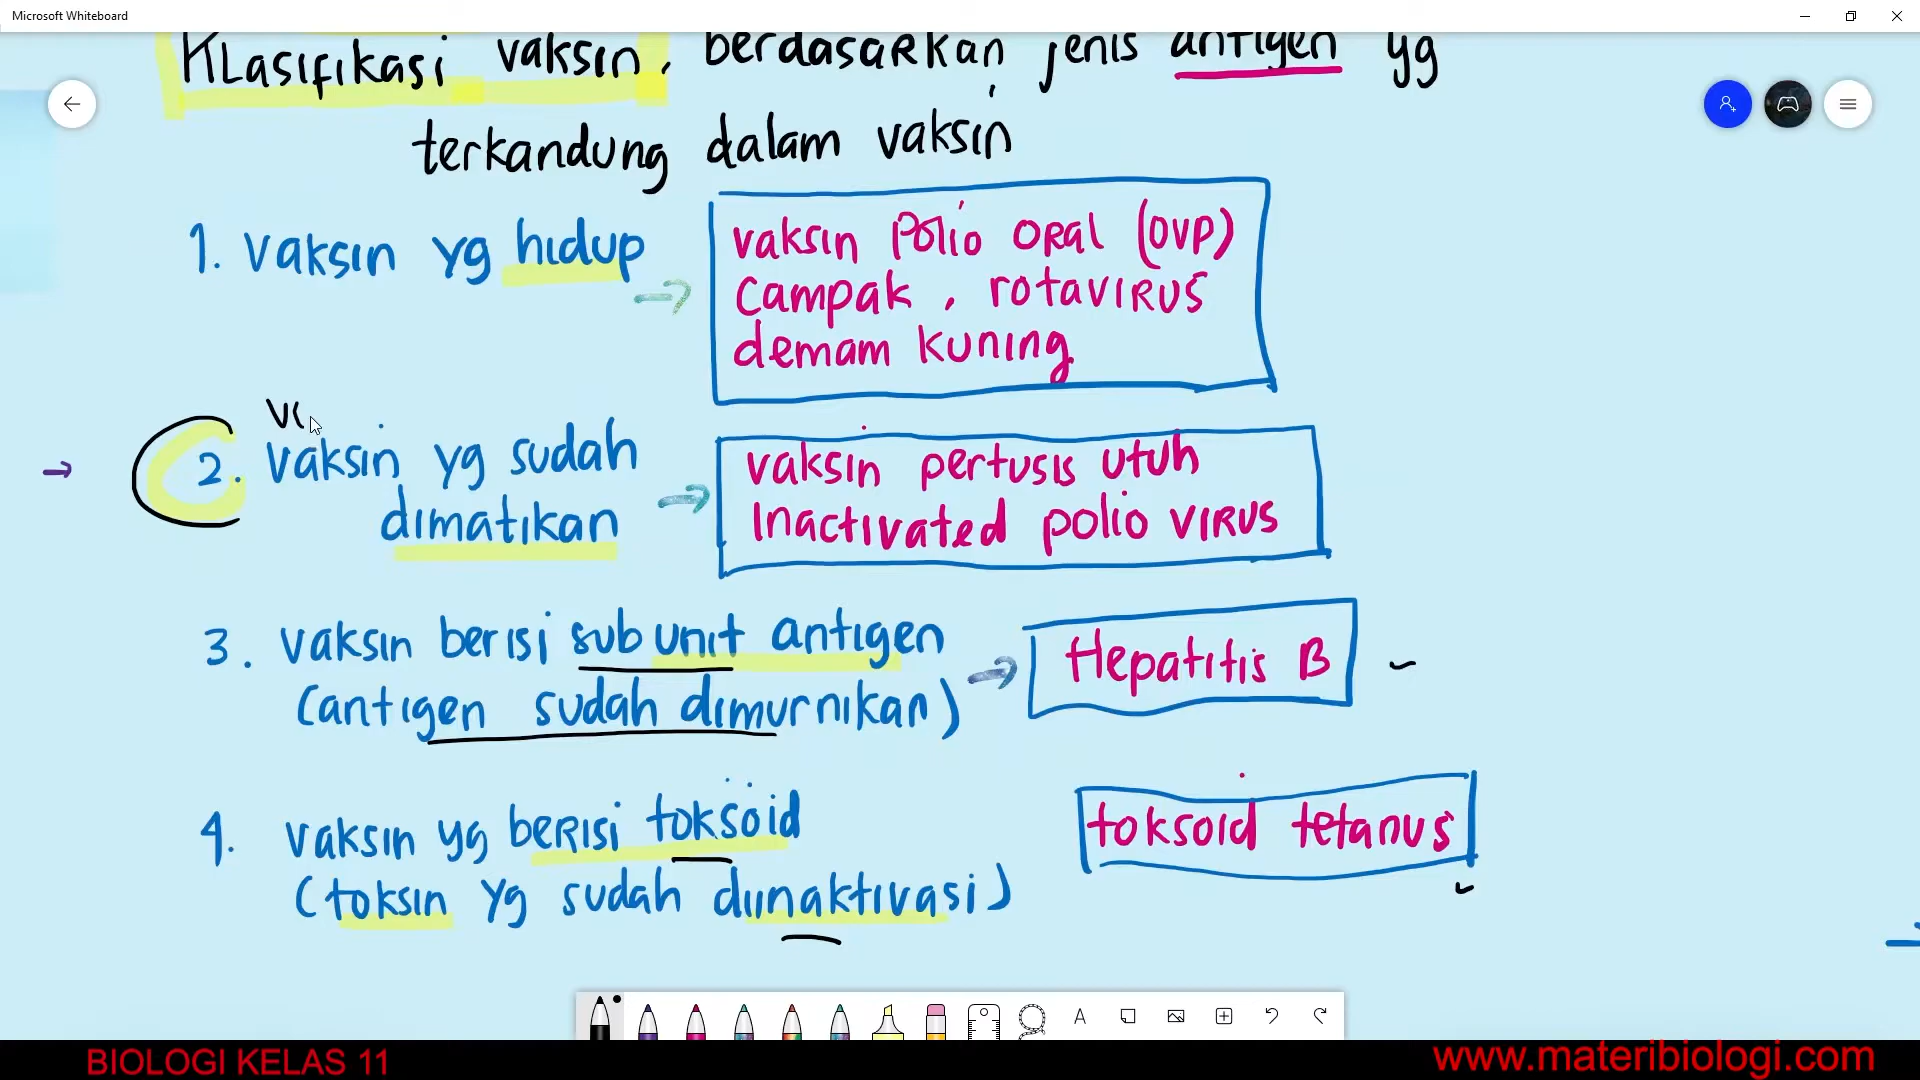 Microsoft Whiteboard
Klasifikasi vaksin, berdasarkan jenis antigen yg
terkandung dalam vaksin
1. vaksin yg hidup
vaksin Polio oral (OVP)
campak, rotavirus
demam kuning
2. vaksin yg sudah
dimatikan
vaksin pertusis utuh
Inactivated polio virus
3. vaksin berisi subunit antigen
(antigen sudah dimurnikan)
Hepatitis B
4. vaksin yg berisi toksoid
(toksin yg sudah diinaktivasi)
toksoid tetanus
BIOLOGI KELAS 11
www.materibiologi.com